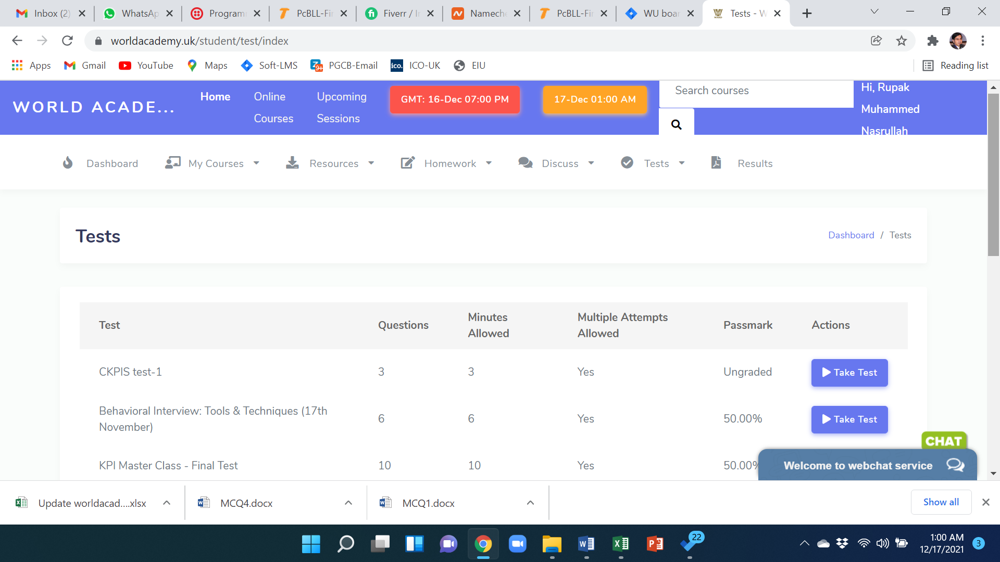 Inbox (2)
WhatsAp
Program
PcBLL-Fir
Fiverr / I
Nameche
PcBLL-Fir
WU boar
Tests - W
worldacademy.uk/student/test/index
Apps
Gmail
YouTube
Maps
Soft-LMS
PGCB-Email
ico.
ICO-UK
EIU
Reading list
WORLD ACADE...
Home
Online
Courses
Upcoming
Sessions
GMT: 16-Dec 07:00 PM
17-Dec 01:00 AM
Search courses
Hi, Rupak
Muhammed
Nasrullah
Dashboard
My Courses
Resources
Homework
Discuss
Tests
Results
Tests
Dashboard / Tests
Test
Questions
Minutes
Allowed
Multiple Attempts
Allowed
Passmark
Actions
CKPIS test-1
3
3
Yes
Ungraded
Take Test
Behavioral Interview: Tools & Techniques (17th
November)
6
6
Yes
50.00%
Take Test
KPI Master Class - Final Test
10
10
Yes
50.00%
CHAT
Welcome to webchat service
Update worldacad....xlsx
MCQ4.docx
MCQ1.docx
Show all
22
1:00 AM
12/17/2021
3